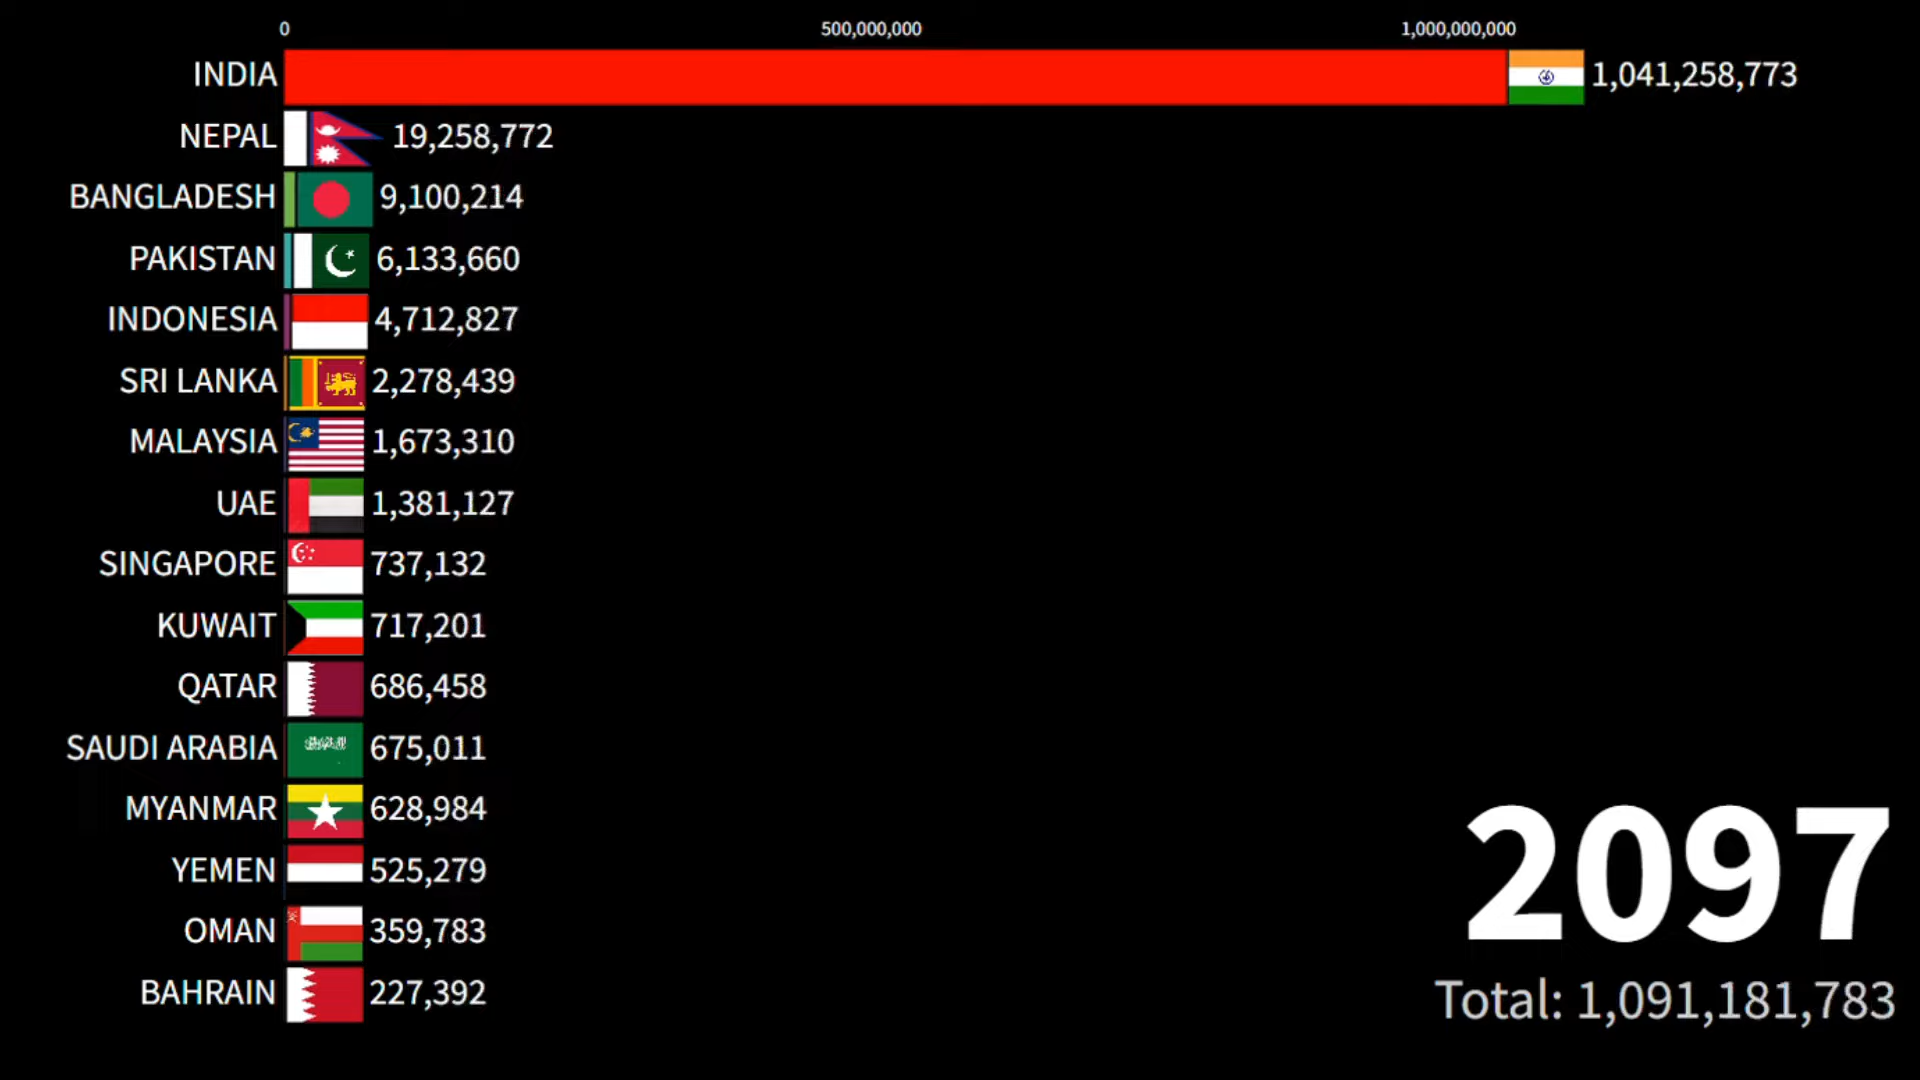 0 500,000,000 1,000,000,000
INDIA 1,041,258,773
NEPAL 19,258,772
BANGLADESH 9,100,214
PAKISTAN 6,133,660
INDONESIA 4,712,827
SRI LANKA 2,278,439
MALAYSIA 1,673,310
UAE 1,381,127
SINGAPORE 737,132
KUWAIT 717,201
QATAR 686,458
SAUDI ARABIA 675,011
MYANMAR 628,984
YEMEN 525,279
OMAN 359,783
BAHRAIN 227,392
2097
Total: 1,091,181,783